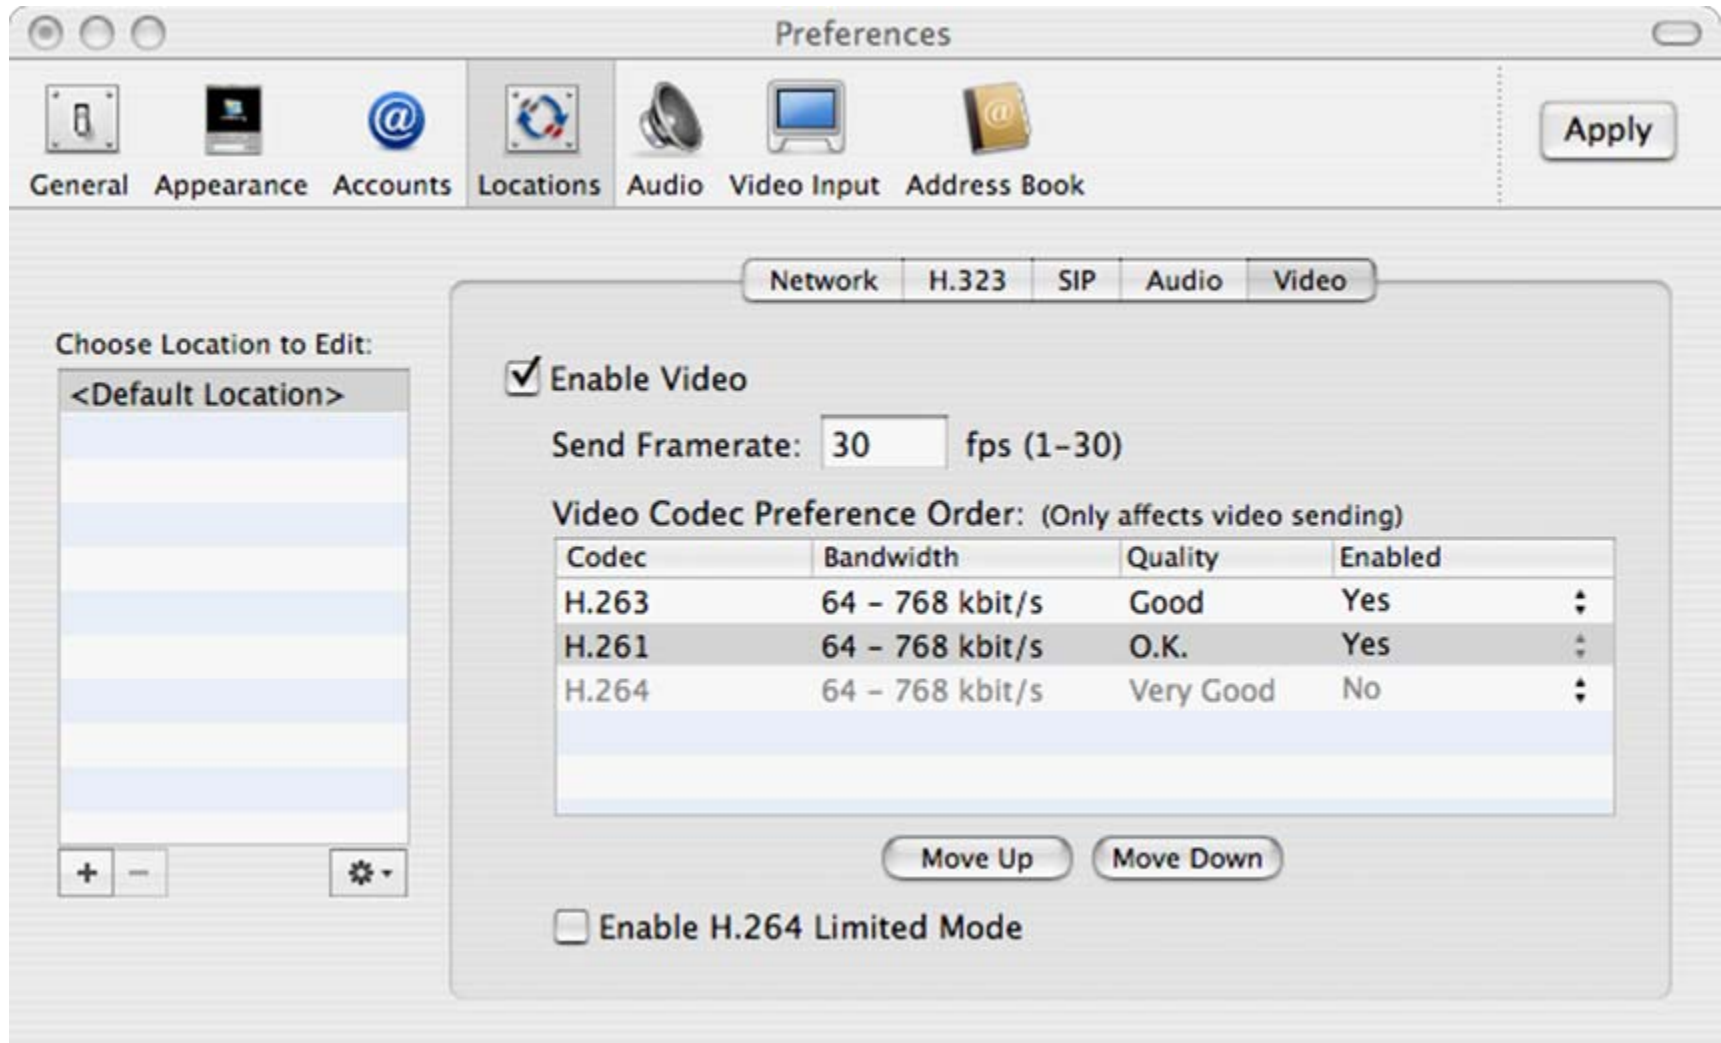 Preferences
General Appearance Accounts Locations Audio Video Input Address Book Apply
Network H.323 SIP Audio Video
Choose Location to Edit:
<Default Location>
Enable Video
Send Framerate: 30 fps (1-30)
Video Codec Preference Order: (Only affects video sending)
Codec Bandwidth Quality Enabled
H.263 64 - 768 kbit/s Good Yes
H.261 64 - 768 kbit/s O.K. Yes
H.264 64 - 768 kbit/s Very Good No
Move Up Move Down
Enable H.264 Limited Mode